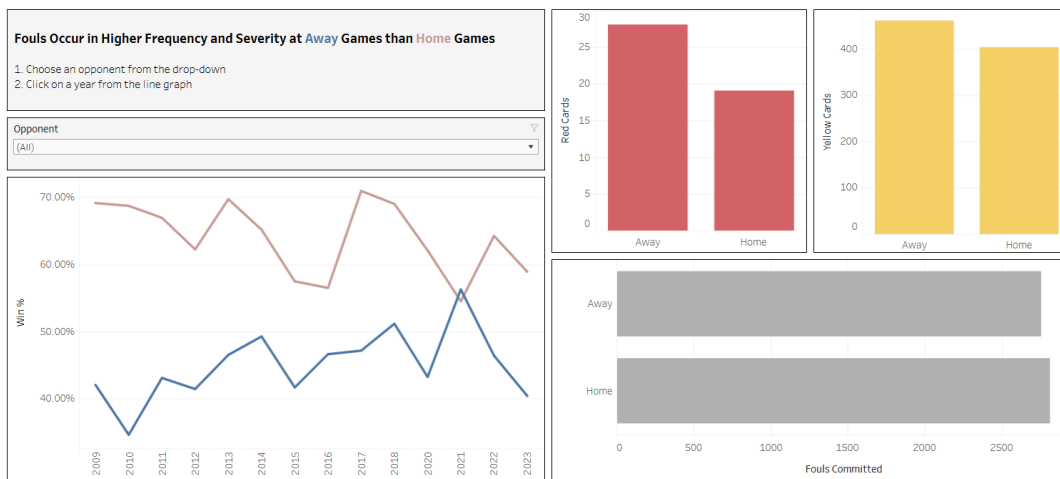 Fouls Occur in Higher Frequency and Severity at Away Games than Home Games
1. Choose an opponent from the drop-down
2. Click on a year from the line graph
Opponent
(All)
Win %
70.00%
60.00%
50.00%
40.00%
2009
2010
2011
2012
2013
2014
2015
2016
2017
2018
2020
2021
2022
2023
Red Cards
30
25
20
15
10
5
0
Away
Home
Yellow Cards
400
300
200
100
0
Away
Home
Away
Home
0
500
1000
1500
2000
2500
Fouls Committed